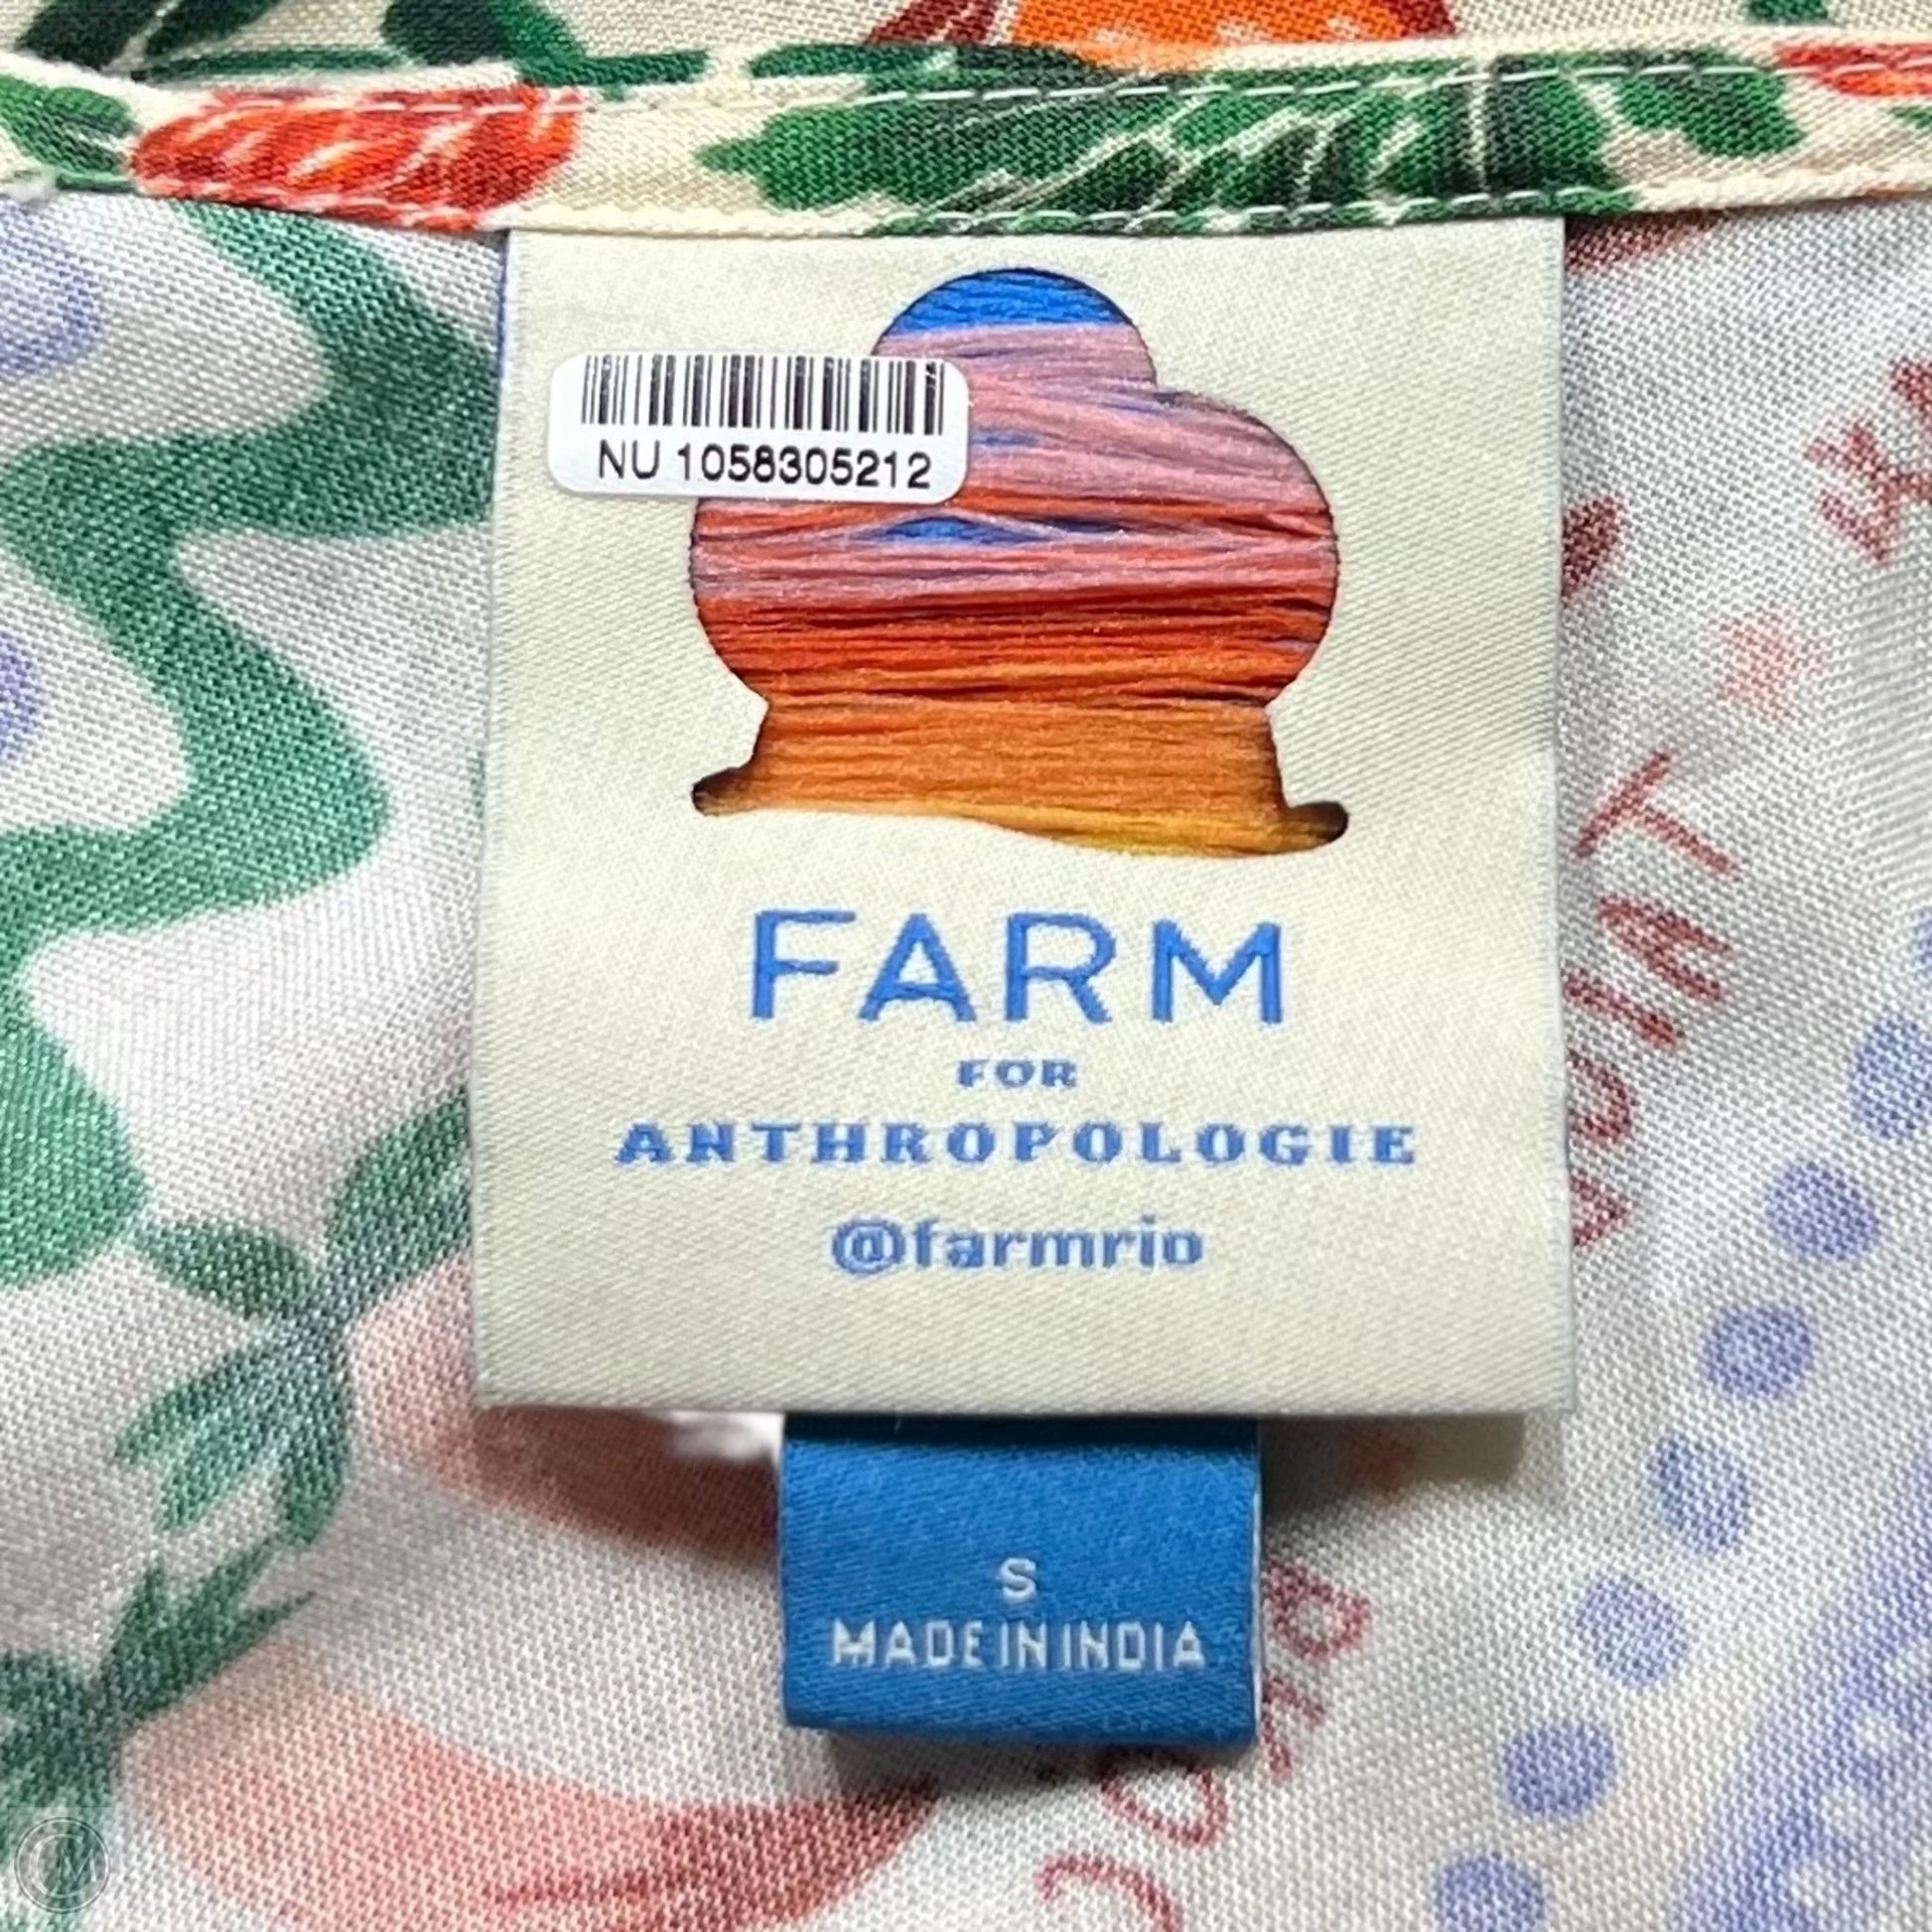 NU 1058305212
FARM
FOR
ANTHROPOLOGIE
@farmrio
S
MADE IN INDIA